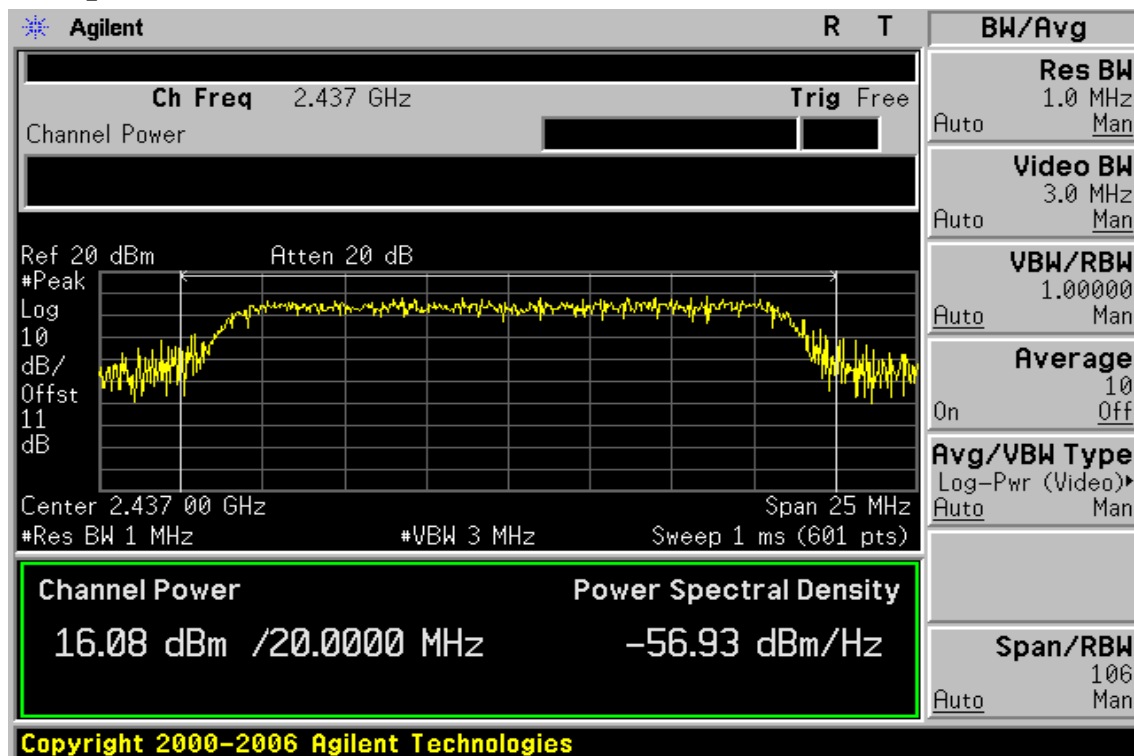 Agilent R T
Ch Freq 2.437 GHz Trig Free
Channel Power
Ref 20 dBm Atten 20 dB
#Peak
Log
10
dB/
Offst
11
dB
Center 2.437 00 GHz Span 25 MHz
#Res BW 1 MHz #VBW 3 MHz Sweep 1 ms (601 pts)
Channel Power Power Spectral Density
16.08 dBm /20.0000 MHz -56.93 dBm/Hz
Copyright 2000-2006 Agilent Technologies
BW/Avg
Res BW
1.0 MHz
Auto Man
Video BW
3.0 MHz
Auto Man
VBW/RBW
1.00000
Auto Man
Average
10
On Off
Avg/VBW Type
Log-Pwr (Video)
Auto Man
Span/RBW
106
Auto Man